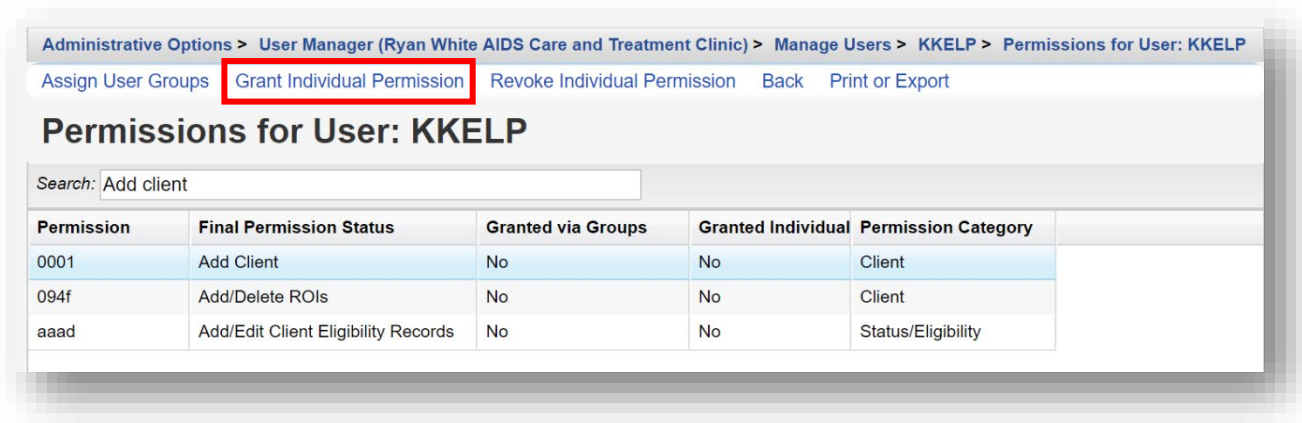 Administrative Options > User Manager (Ryan White AIDS Care and Treatment Clinic) > Manage Users > KKELP > Permissions for User: KKELP
Assign User Groups Grant Individual Permission Revoke Individual Permission Back Print or Export
Permissions for User: KKELP
Search: Add client
Permission Final Permission Status Granted via Groups Granted Individual Permission Category
0001 Add Client No No Client
094f Add/Delete ROIs No No Client
aaad Add/Edit Client Eligibility Records No No Status/Eligibility